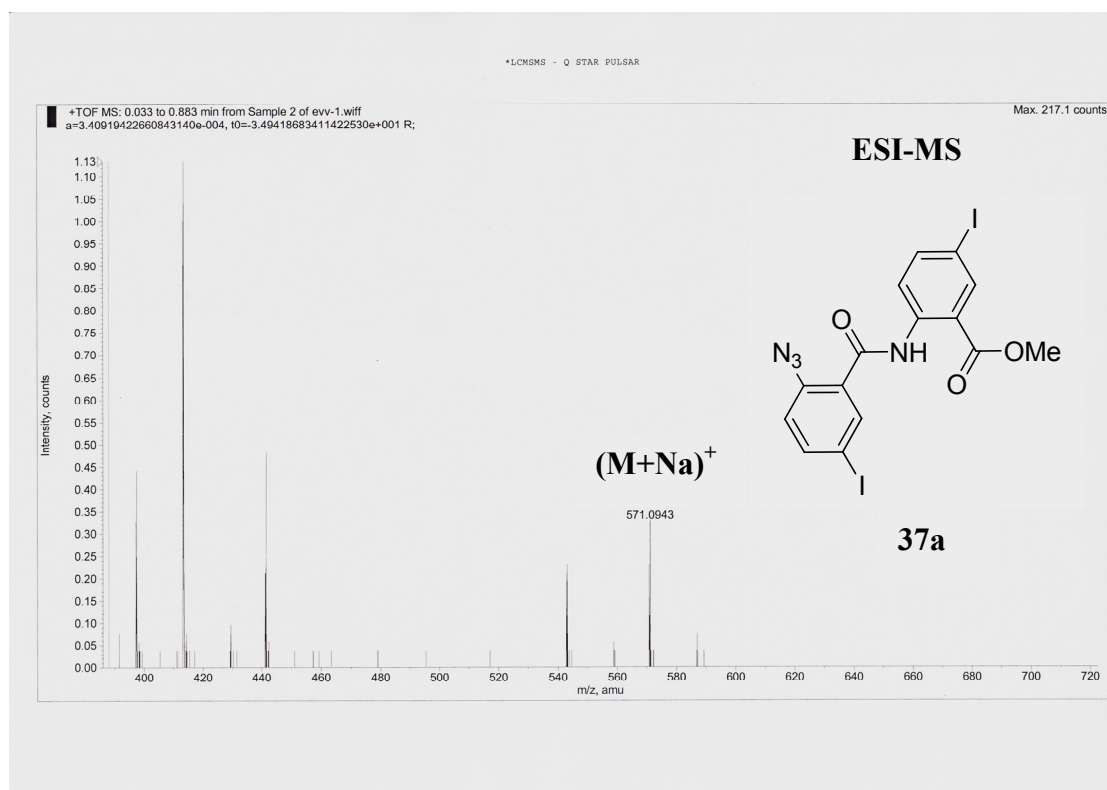 *LCMSMS - Q STAR PULSAR
+TOF MS: 0.033 to 0.883 min from Sample 2 of evv-1.wiff
a=3.40919422660843140e-004, t0=-3.49418683411422530e+001 R;
Max. 217.1 counts
ESI-MS
I
O
N3
NH
OMe
O
I
37a
(M+Na)+
571.0943
Intensity, counts
1.13
1.10
1.05
1.00
0.95
0.90
0.85
0.80
0.75
0.70
0.65
0.60
0.55
0.50
0.45
0.40
0.35
0.30
0.25
0.20
0.15
0.10
0.05
0.00
400 420 440 460 480 500 520 540 560 580 600 620 640 660 680 700 720
m/z, amu